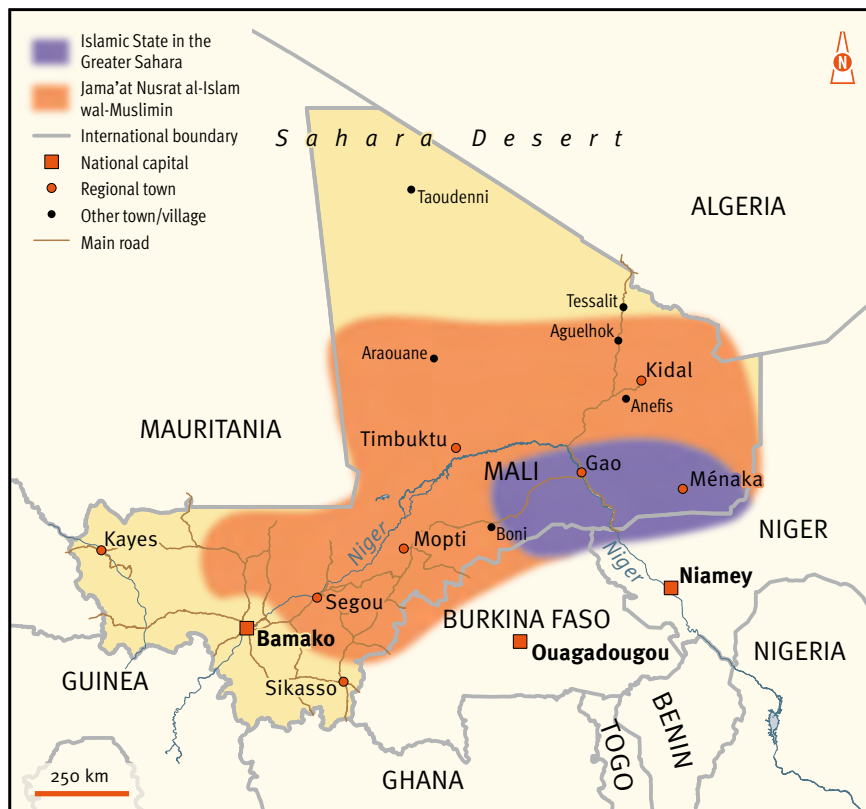 Islamic State in the
Greater Sahara
Jama’at Nusrat al-Islam
wal-Muslimin
International boundary
National capital
Regional town
Other town/village
Main road
N
Sahara Desert
Taoudenni
ALGERIA
Tessalit
Aguelhok
Araouane
Kidal
Anefis
MAURITANIA
Timbuktu
MALI
Gao
Ménaka
Kayes
Niger
Mopti
Boni
NIGER
Niger
Niamey
Segou
BURKINA FASO
Bamako
Ouagadougou
NIGERIA
GUINEA
Sikasso
BENIN
TOGO
GHANA
250 km